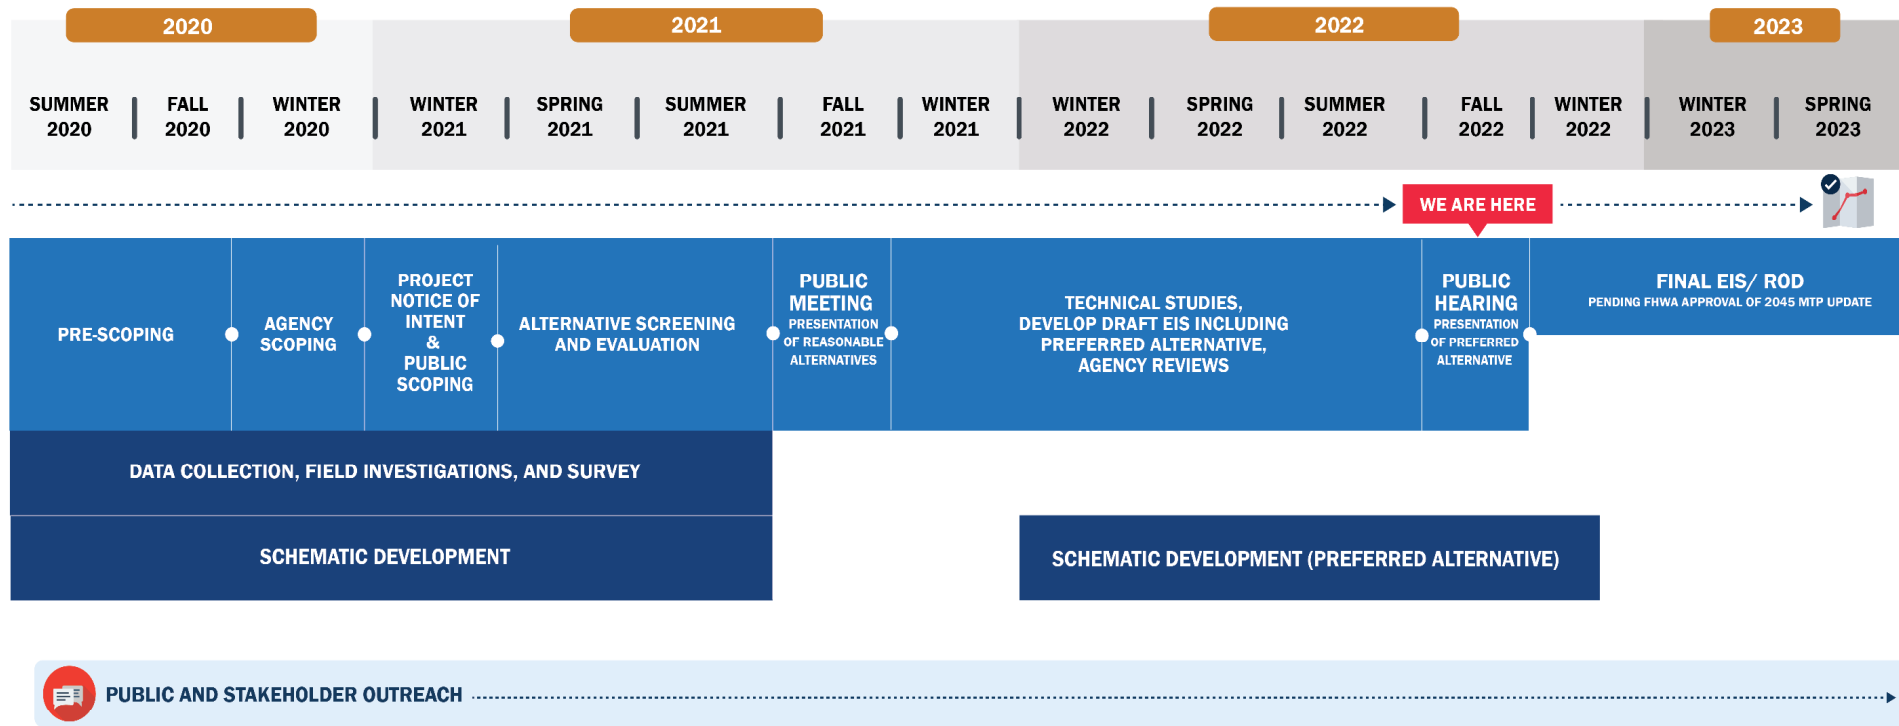 2020
2021
2022
2023
SUMMER
2020
FALL
2020
WINTER
2020
WINTER
2021
SPRING
2021
SUMMER
2021
FALL
2021
WINTER
2021
WINTER
2022
SPRING
2022
SUMMER
2022
FALL
2022
WINTER
2022
WINTER
2023
SPRING
2023
WE ARE HERE
PRE-SCOPING
AGENCY
SCOPING
PROJECT
NOTICE OF
INTENT
&
PUBLIC
SCOPING
ALTERNATIVE SCREENING
AND EVALUATION
PUBLIC
MEETING
PRESENTATION
OF REASONABLE
ALTERNATIVES
TECHNICAL STUDIES,
DEVELOP DRAFT EIS INCLUDING
PREFERRED ALTERNATIVE,
AGENCY REVIEWS
PUBLIC
HEARING
PRESENTATION
OF PREFERRED
ALTERNATIVE
FINAL EIS/ ROD
PENDING FHWA APPROVAL OF 2045 MTP UPDATE
DATA COLLECTION, FIELD INVESTIGATIONS, AND SURVEY
SCHEMATIC DEVELOPMENT
SCHEMATIC DEVELOPMENT (PREFERRED ALTERNATIVE)
PUBLIC AND STAKEHOLDER OUTREACH